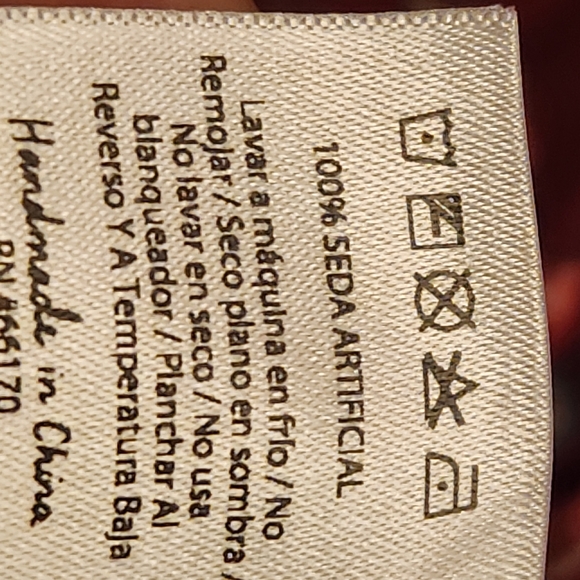 100% SEDA ARTIFICIAL
Lavar a máquina en frío / No
Remojar / Seco plano en sombra /
No lavar en seco / No usa
blanqueador / Planchar Al
Reverso Y A Temperatura Baja
Handmade in China